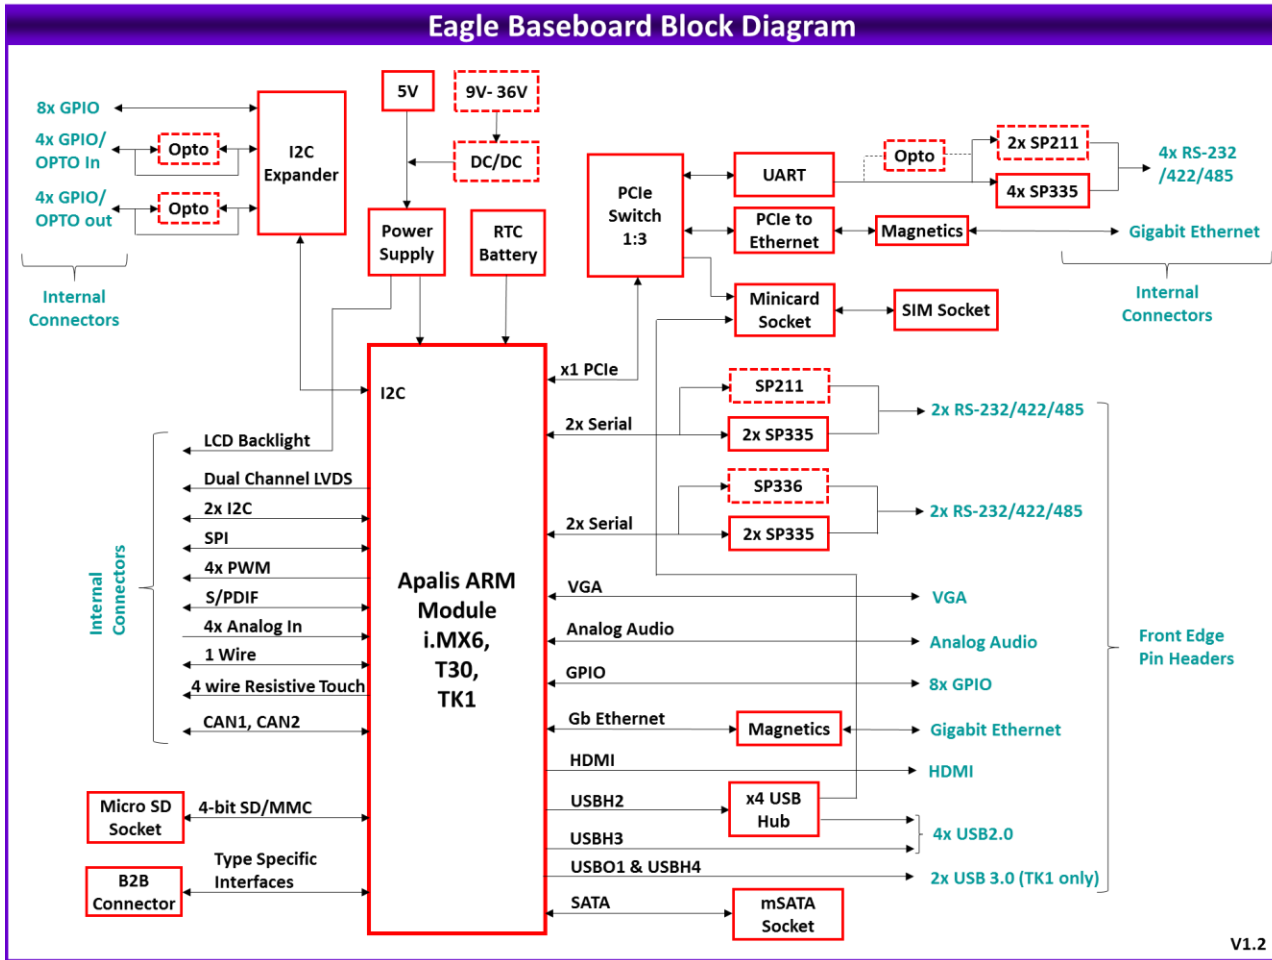 Eagle Baseboard Block Diagram
8x GPIO
4x GPIO/
OPTO In
4x GPIO/
OPTO out
Opto
Opto
I2C
Expander
Internal
Connectors
5V
9V- 36V
DC/DC
Power
Supply
RTC
Battery
PCIe
Switch
1:3
UART
PCIe to
Ethernet
Magnetics
Minicard
Socket
SIM Socket
Opto
2x SP211
4x SP335
4x RS-232
/422/485
Gigabit Ethernet
Internal
Connectors
I2C
x1 PCIe
2x Serial
SP211
2x SP335
2x RS-232/422/485
2x Serial
SP336
2x SP335
2x RS-232/422/485
Internal
Connectors
LCD Backlight
Dual Channel LVDS
2x I2C
SPI
4x PWM
S/PDIF
4x Analog In
1 Wire
4 wire Resistive Touch
CAN1, CAN2
Apalis ARM
Module
i.MX6,
T30,
TK1
VGA
VGA
Analog Audio
Analog Audio
GPIO
8x GPIO
Gb Ethernet
Magnetics
Gigabit Ethernet
HDMI
HDMI
USBH2
x4 USB
Hub
USBH3
4x USB2.0
USBO1 & USBH4
2x USB 3.0 (TK1 only)
SATA
mSATA
Socket
Front Edge
Pin Headers
Micro SD
Socket
4-bit SD/MMC
B2B
Connector
Type Specific
Interfaces
V1.2